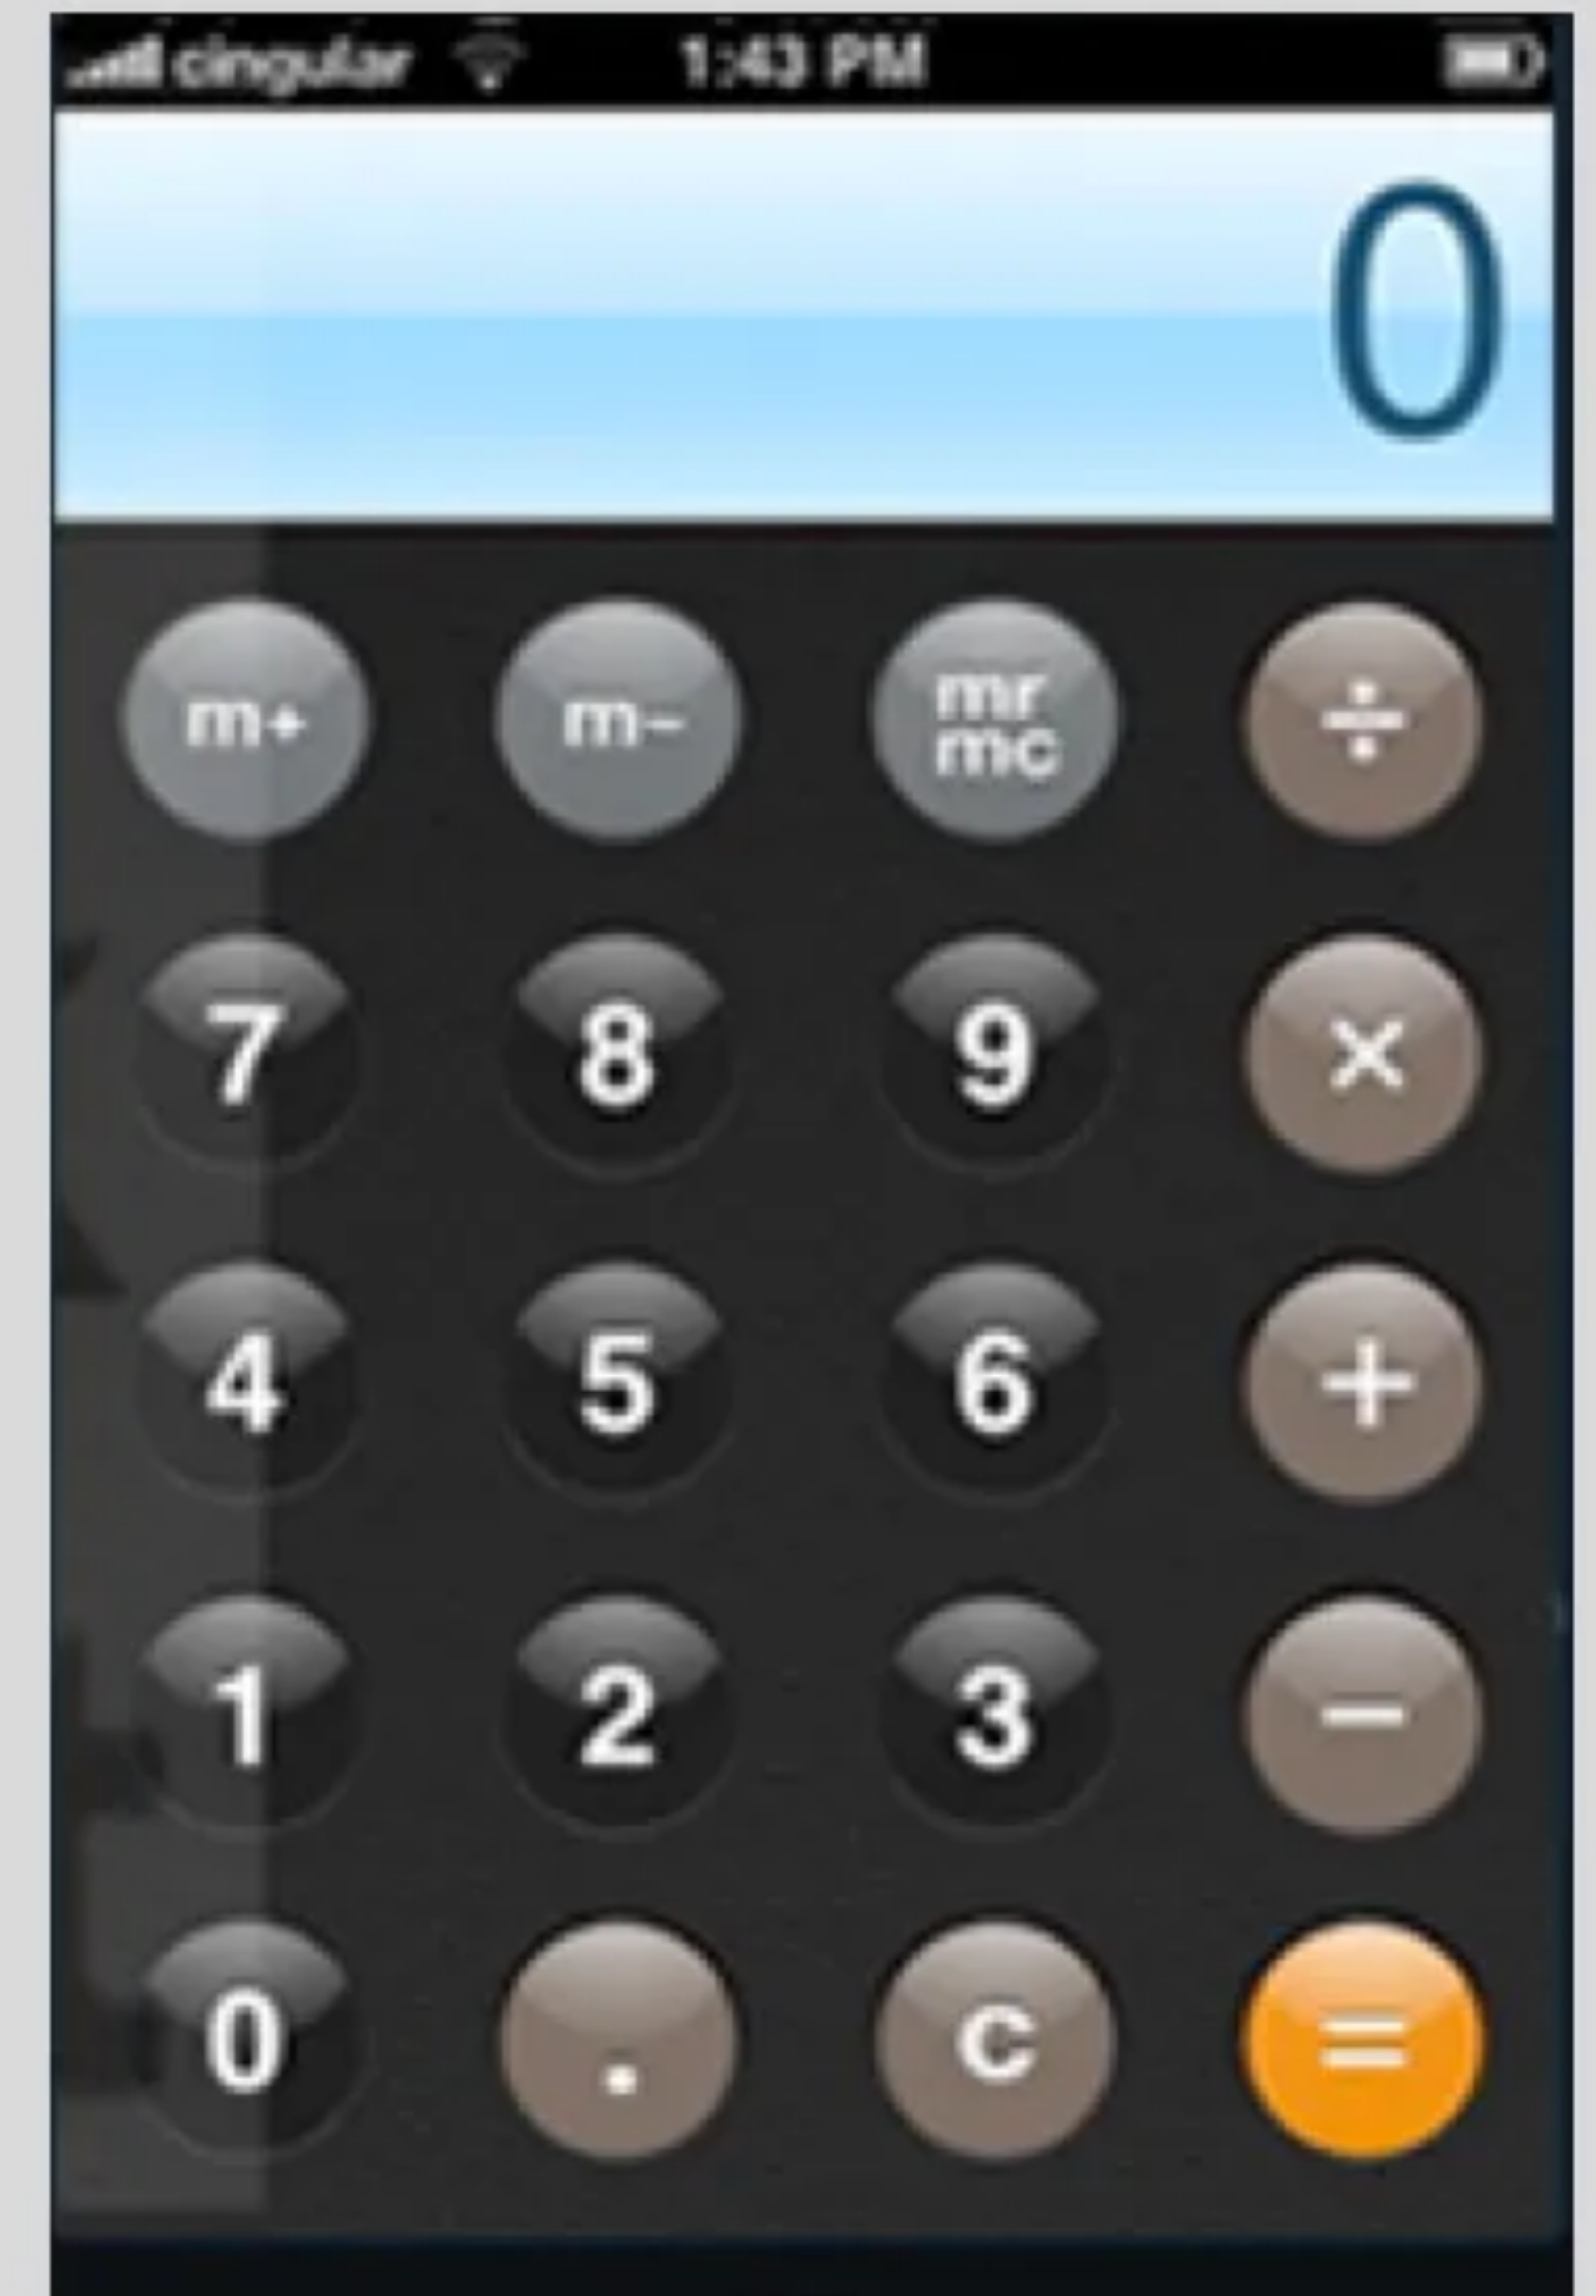 cingular 1:43 PM
0
m+ m− mr mc ÷
7 8 9 ×
4 5 6 +
1 2 3 −
0 . c =